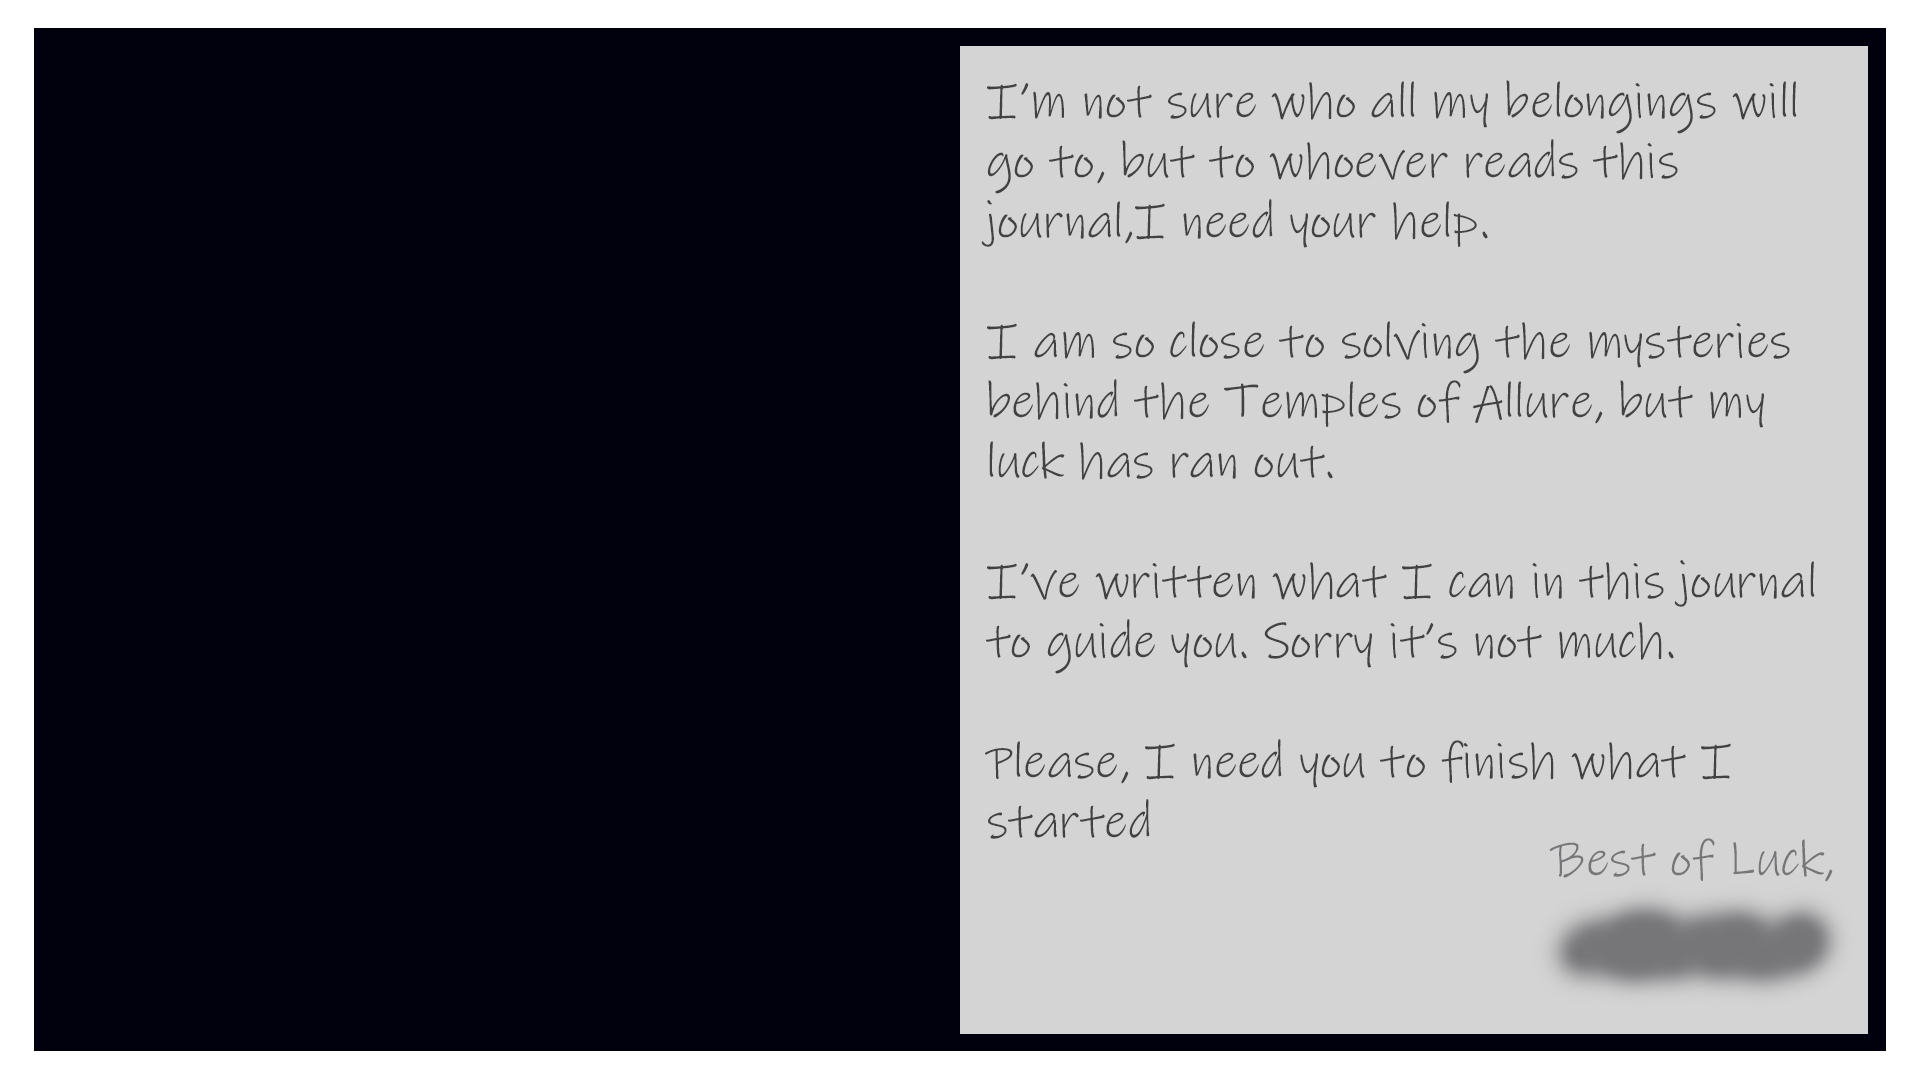 I'm not sure who all my belongings will
go to, but to whoever reads this
journal,I need your help.
I am so close to solving the mysteries
behind the Temples of Allure, but my
luck has ran out.
I've written what I can in this journal
to guide you. Sorry it's not much.
Please, I need you to finish what I
started
Best of Luck,